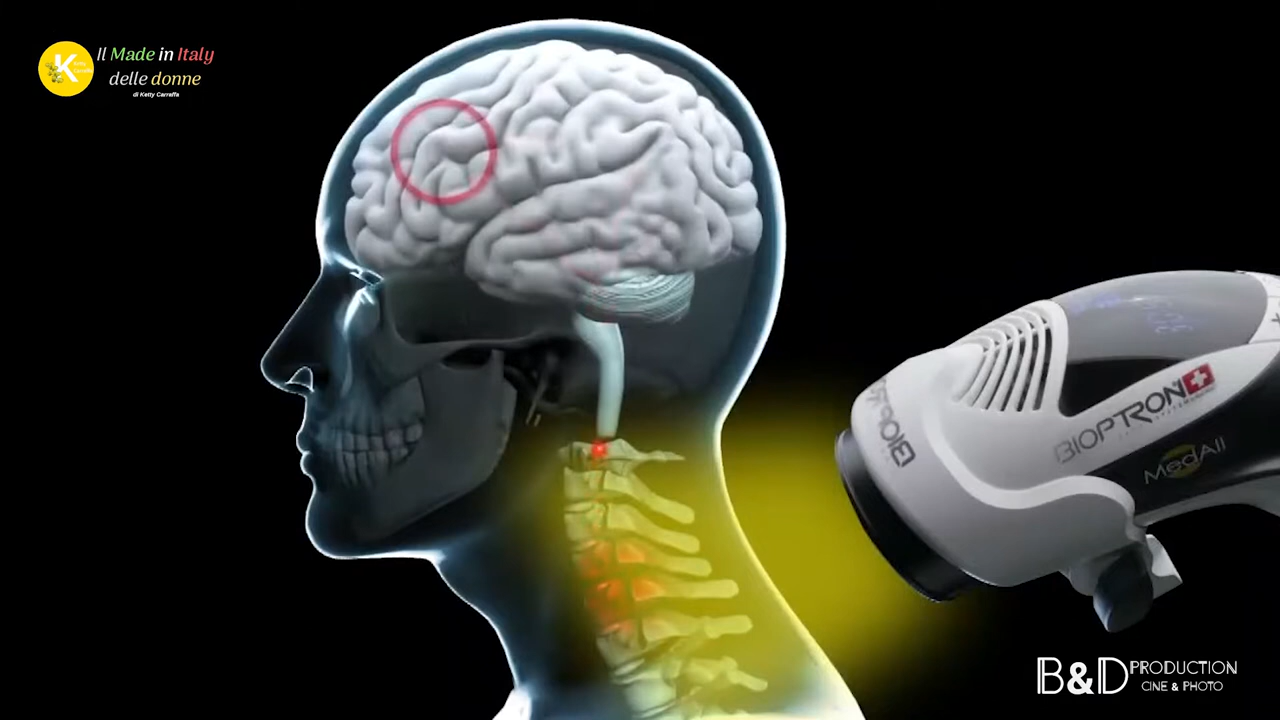 K
Il Made in Italy
delle donne
di Ketty Carraffa
BIOPTRON
BIOPTRON
MedAll
B&D PRODUCTION
CINE & PHOTO